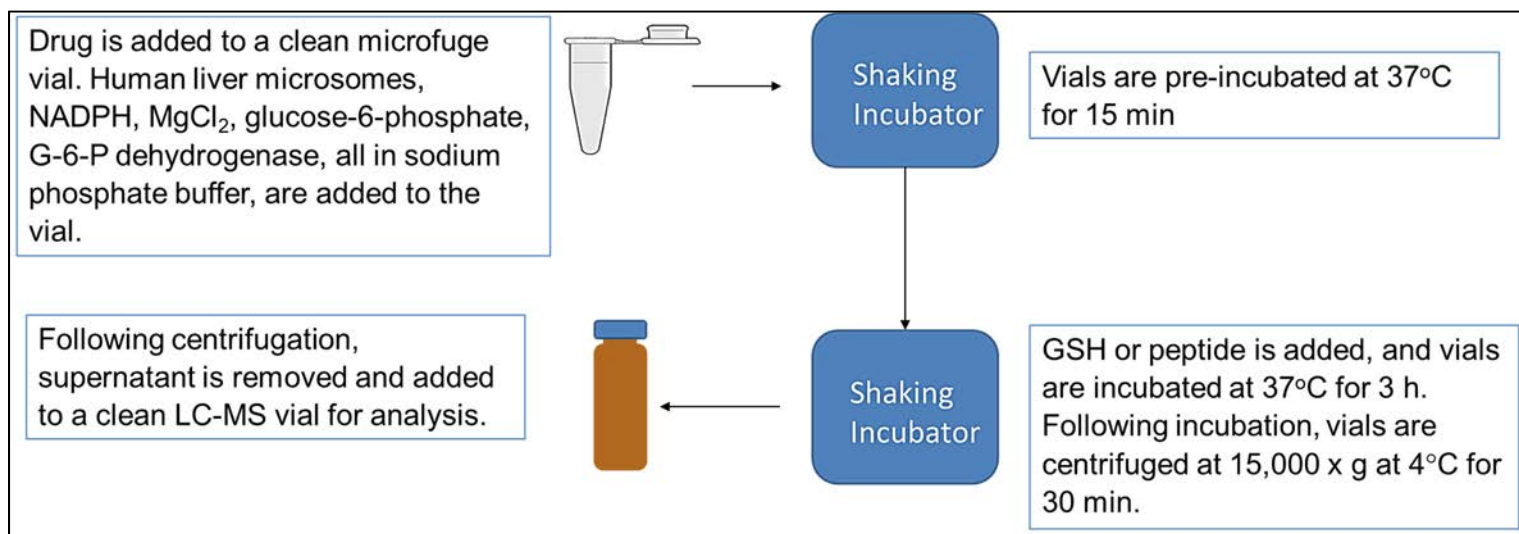 Drug is added to a clean microfuge
vial. Human liver microsomes,
NADPH, MgCl₂, glucose-6-phosphate,
G-6-P dehydrogenase, all in sodium
phosphate buffer, are added to the
vial.
Shaking
Incubator
Vials are pre-incubated at 37°C
for 15 min
Following centrifugation,
supernatant is removed and added
to a clean LC-MS vial for analysis.
Shaking
Incubator
GSH or peptide is added, and vials
are incubated at 37°C for 3 h.
Following incubation, vials are
centrifuged at 15,000 x g at 4°C for
30 min.